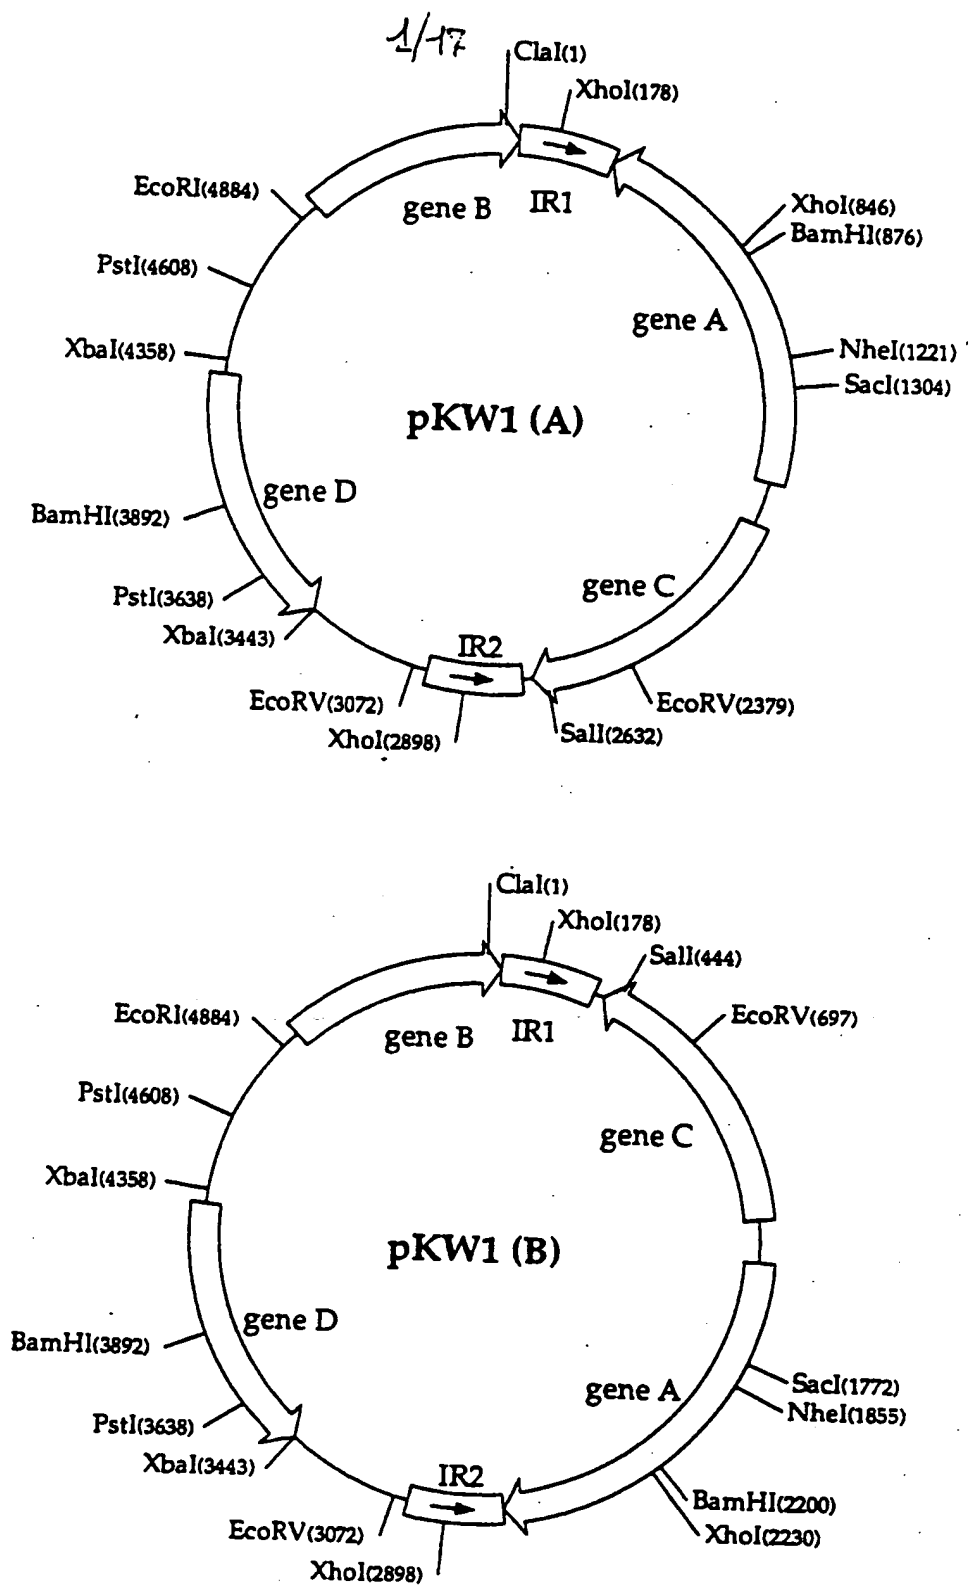 1/17
ClaI(1)
XhoI(178)
EcoRI(4884)
gene B
IR1
XhoI(846)
BamHI(876)
PstI(4608)
gene A
XbaI(4358)
NheI(1221)
SacI(1304)
pKW1 (A)
gene D
BamHI(3892)
gene C
PstI(3638)
XbaI(3443)
IR2
EcoRV(3072)
EcoRV(2379)
XhoI(2898)
SalI(2632)
ClaI(1)
XhoI(178)
SalI(444)
EcoRI(4884)
gene B
IR1
EcoRV(697)
PstI(4608)
gene C
XbaI(4358)
pKW1 (B)
gene D
BamHI(3892)
gene A
SacI(1772)
NheI(1855)
PstI(3638)
XbaI(3443)
IR2
BamHI(2200)
EcoRV(3072)
XhoI(2230)
XhoI(2898)